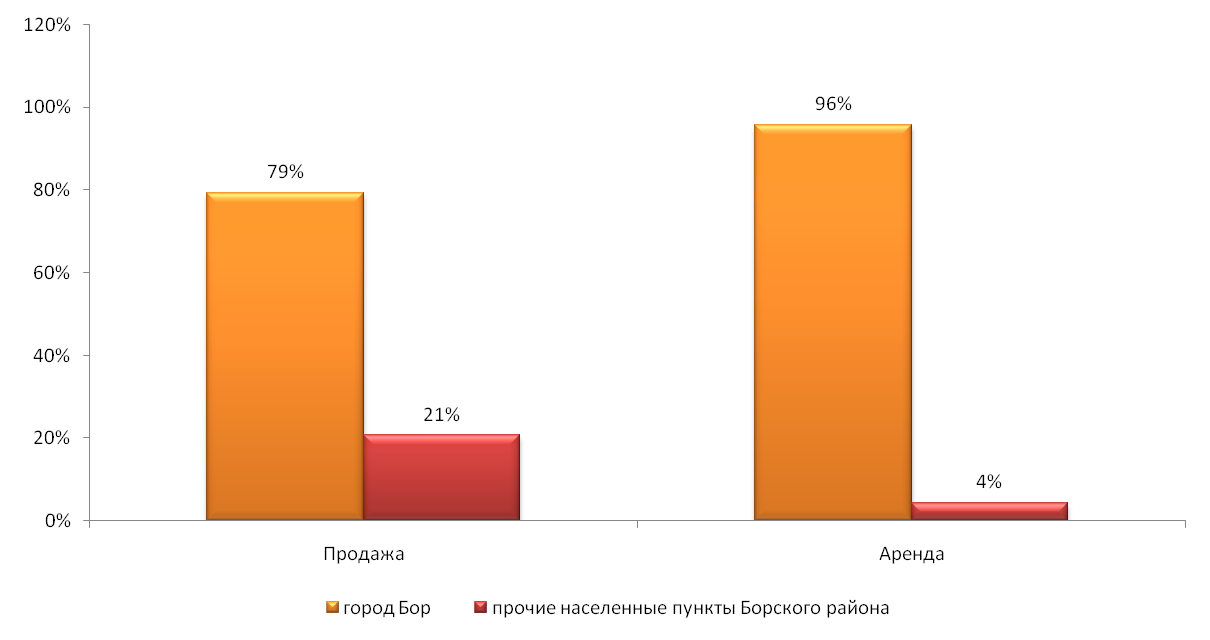 120%
100%
80%
60%
40%
20%
0%
79%
21%
96%
4%
Продажа
Аренда
город Бор
прочие населенные пункты Борского района